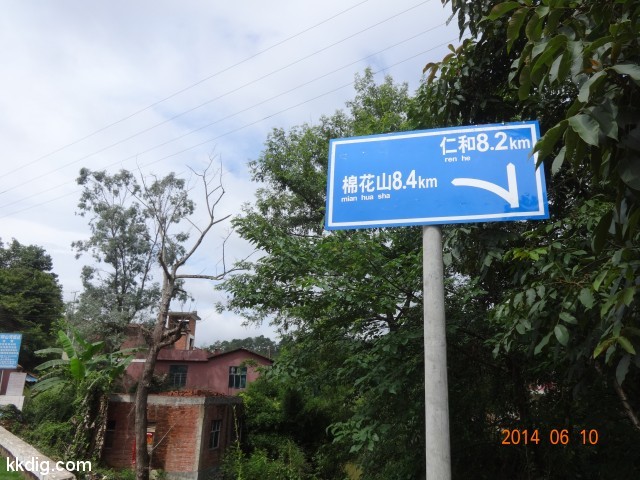 仁和8.2km
ren he
棉花山8.4km
mian hua sha
2014 06 10
kkdig.com